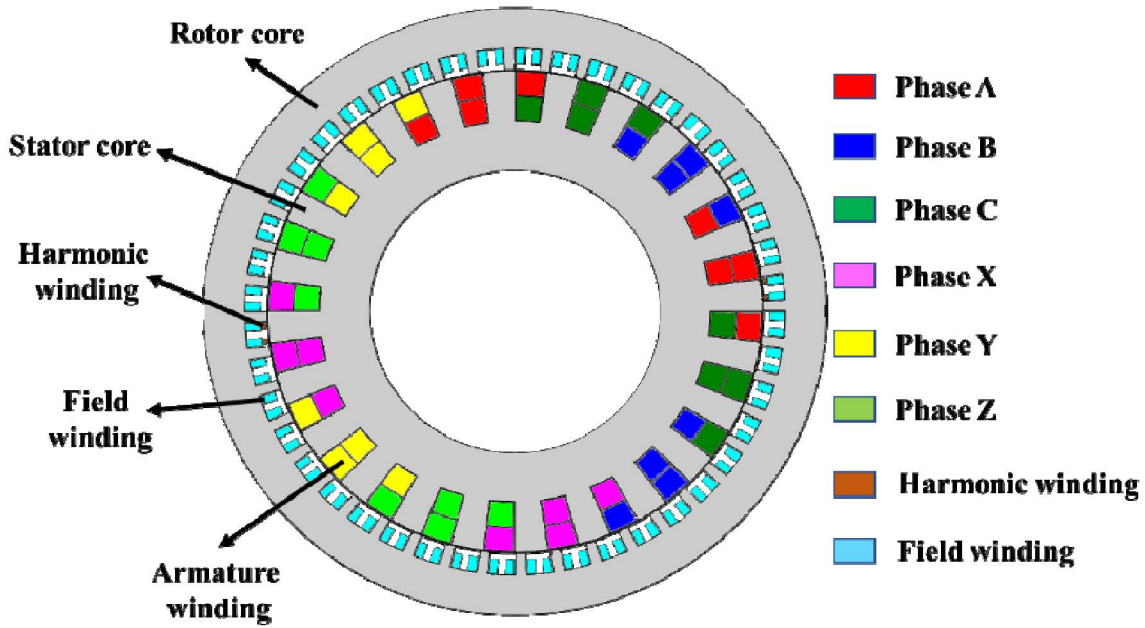 Rotor core
Stator core
Harmonic
winding
Field
winding
Armature
winding
Phase A
Phase B
Phase C
Phase X
Phase Y
Phase Z
Harmonic winding
Field winding